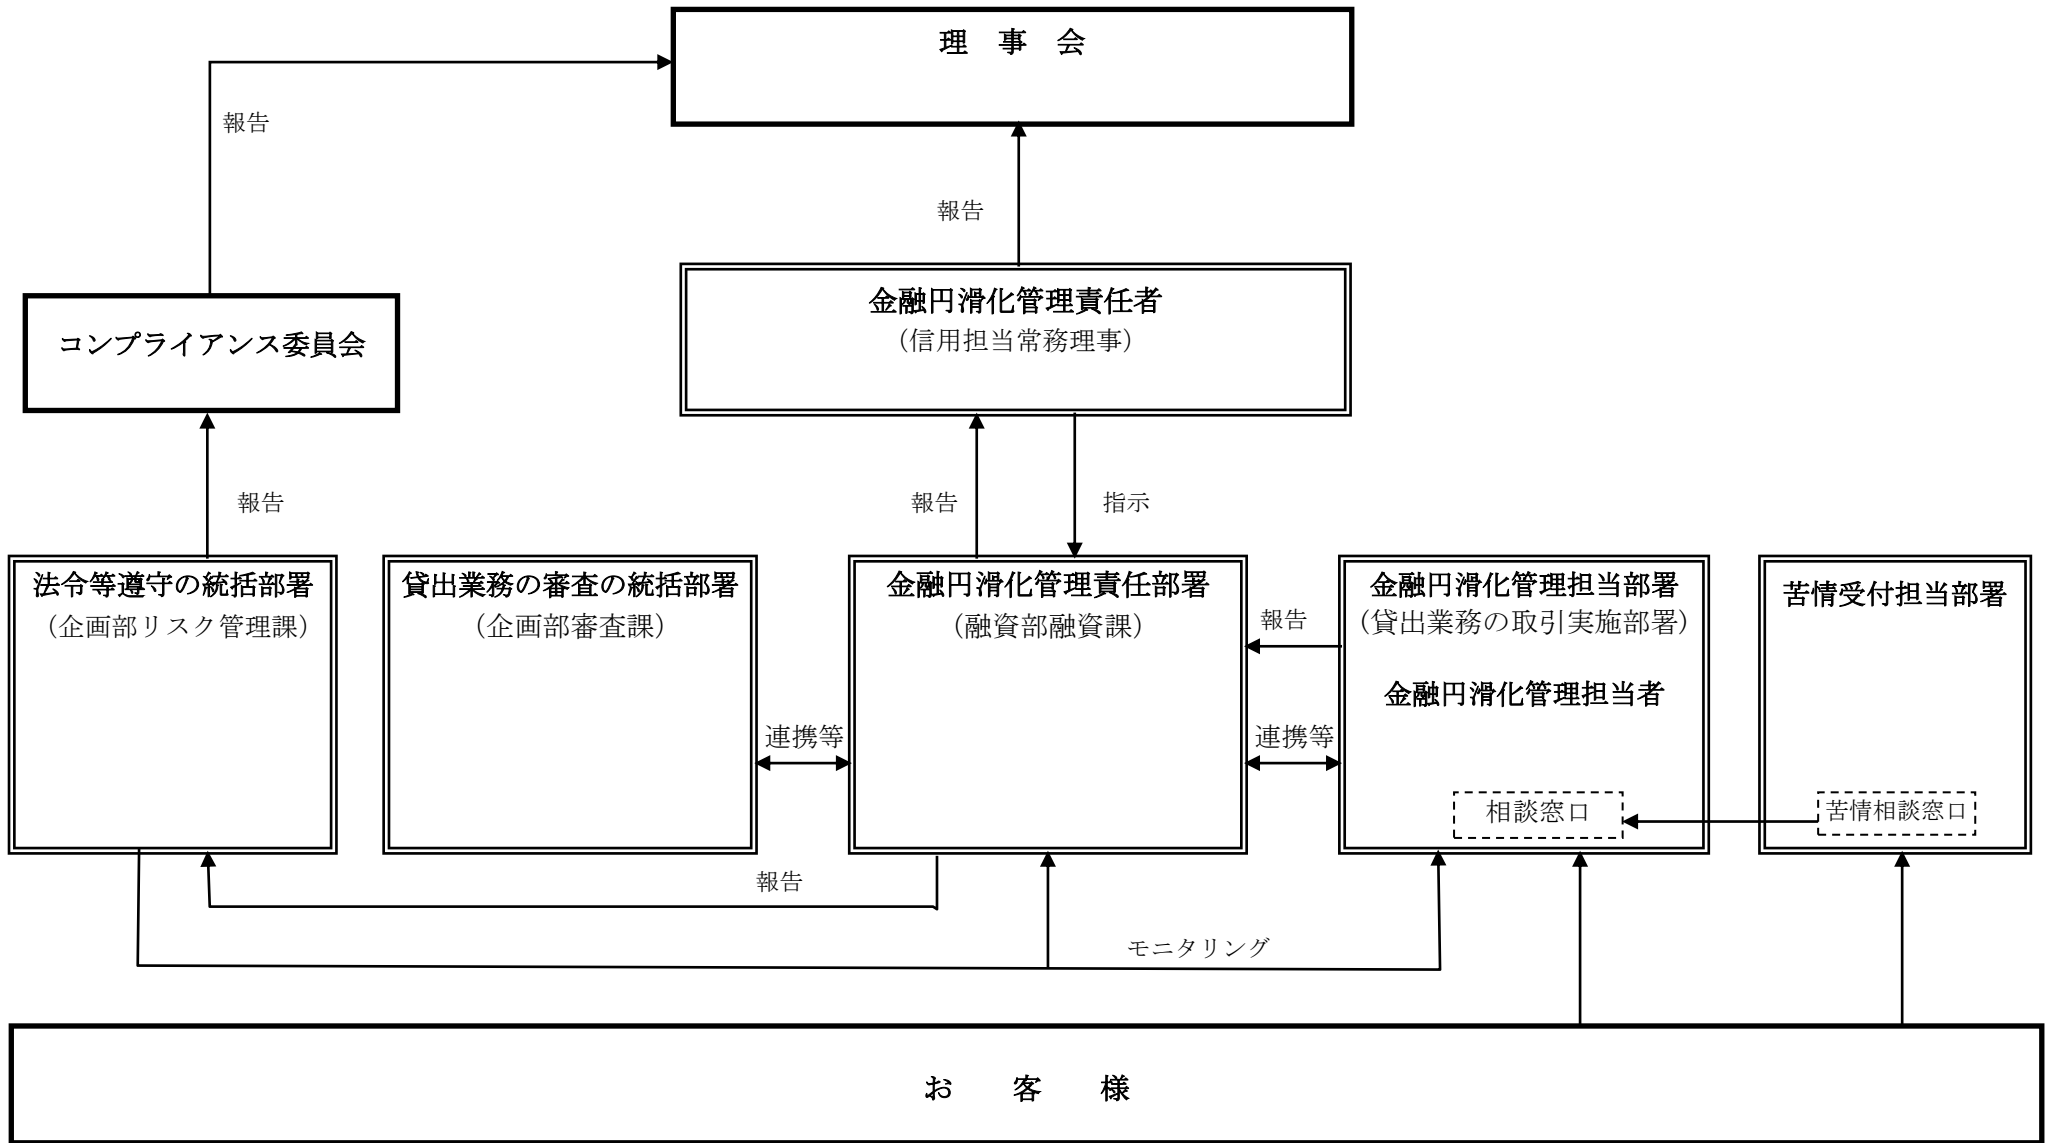 理　事　会
報告
報告
金融円滑化管理責任者
（信用担当常務理事）
コンプライアンス委員会
報告
報告
指示
法令等遵守の統括部署
（企画部リスク管理課）
貸出業務の審査の統括部署
（企画部審査課）
金融円滑化管理責任部署
（融資部融資課）
報告
金融円滑化管理担当部署
（貸出業務の取引実施部署）
金融円滑化管理担当者
苦情受付担当部署
連携等
連携等
相談窓口
苦情相談窓口
報告
モニタリング
お　客　様